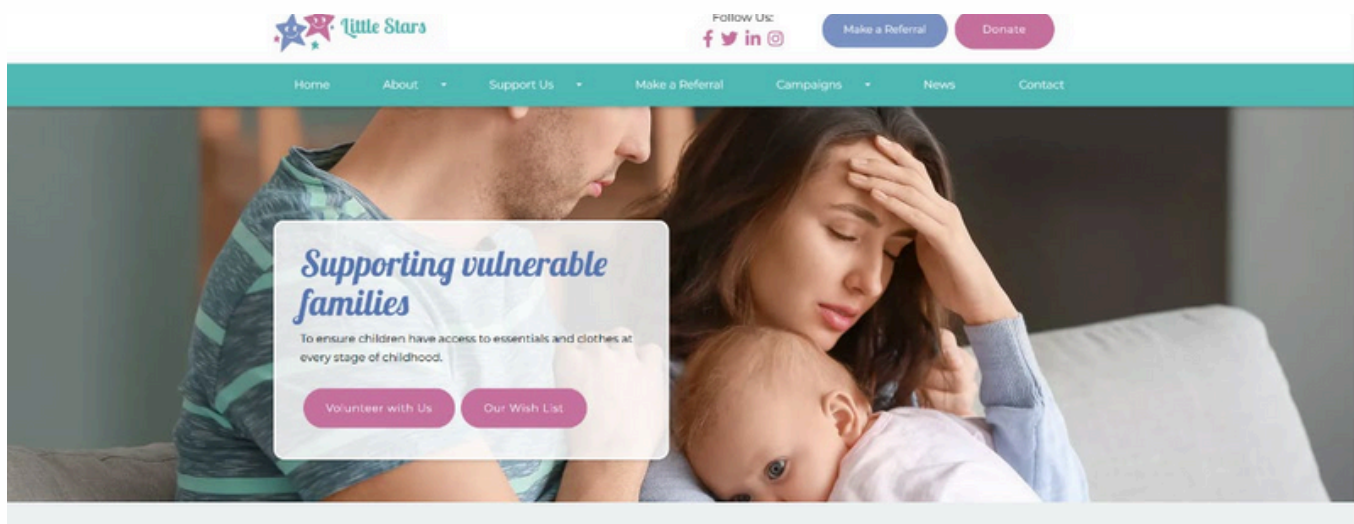 Little Stars
Follow Us:
Make a Referral
Donate
Home
About
Support Us
Make a Referral
Campaigns
News
Contact
Supporting vulnerable
families
To ensure children have access to essentials and clothes at
every stage of childhood.
Volunteer with Us
Our Wish List